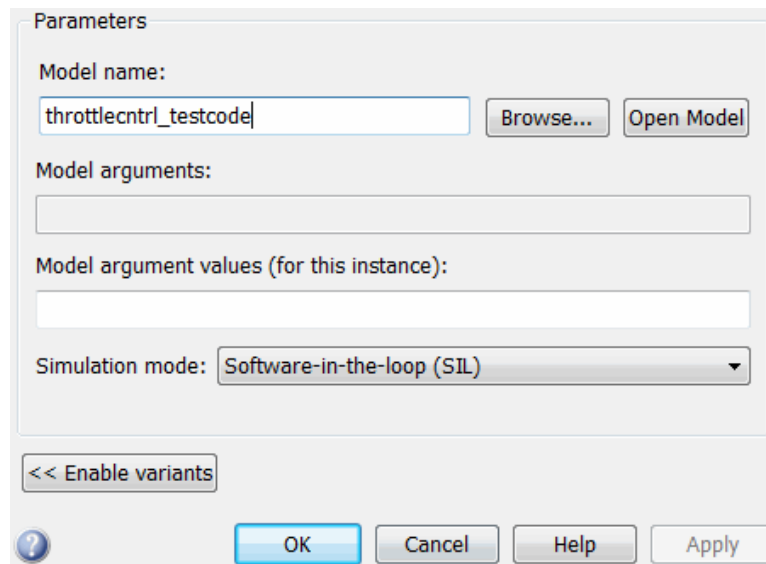 Parameters
Model name:
throttlecntrl_testcode
Browse...
Open Model
Model arguments:
Model argument values (for this instance):
Simulation mode: Software-in-the-loop (SIL)
<< Enable variants
?
OK
Cancel
Help
Apply